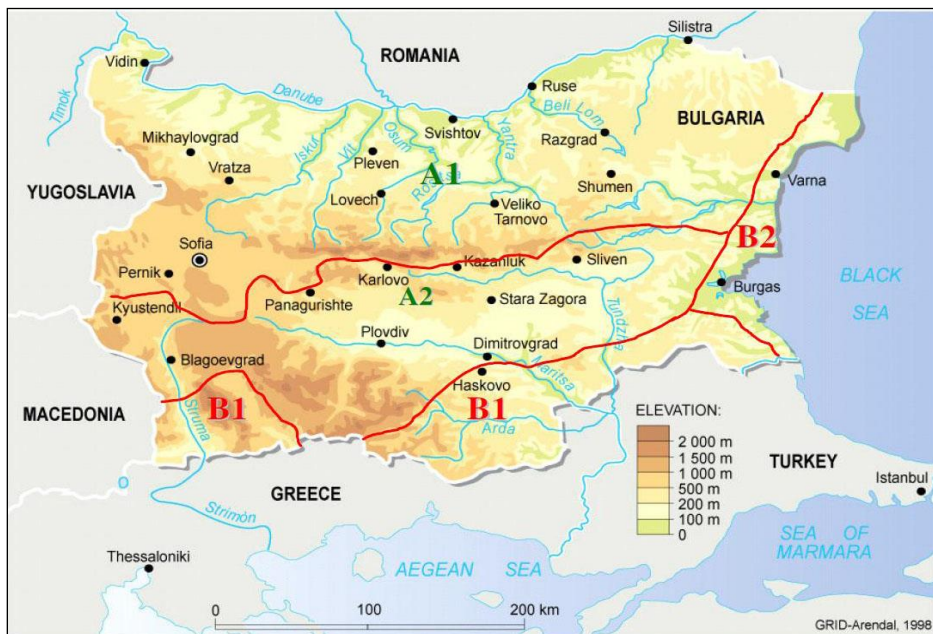 Silistra
ROMANIA
Vidin
Timok
Danube
Ruse
Beli Lom
BULGARIA
Svishtov
Iskur
Vit
Osum
Yantra
Razgrad
Mikhaylovgrad
Pleven
A1
Vratza
Shumen
Varna
YUGOSLAVIA
Lovech
Veliko
Tarnovo
Sofia
B2
Pernik
Karlovo
Kazanluk
Sliven
BLACK
SEA
Kyustendil
Panagurishte
A2
Stara Zagora
Burgas
Tundzha
Plovdiv
Dimitrovgrad
Maritsa
Blagoevgrad
Haskovo
MACEDONIA
B1
B1
Struma
Arda
ELEVATION:
2 000 m
1 500 m
1 000 m
500 m
200 m
100 m
0
TURKEY
Istanbul
GREECE
Strimòn
SEA OF
MARMARA
Thessaloniki
AEGEAN SEA
0 100 200 km
GRID-Arendal, 1998